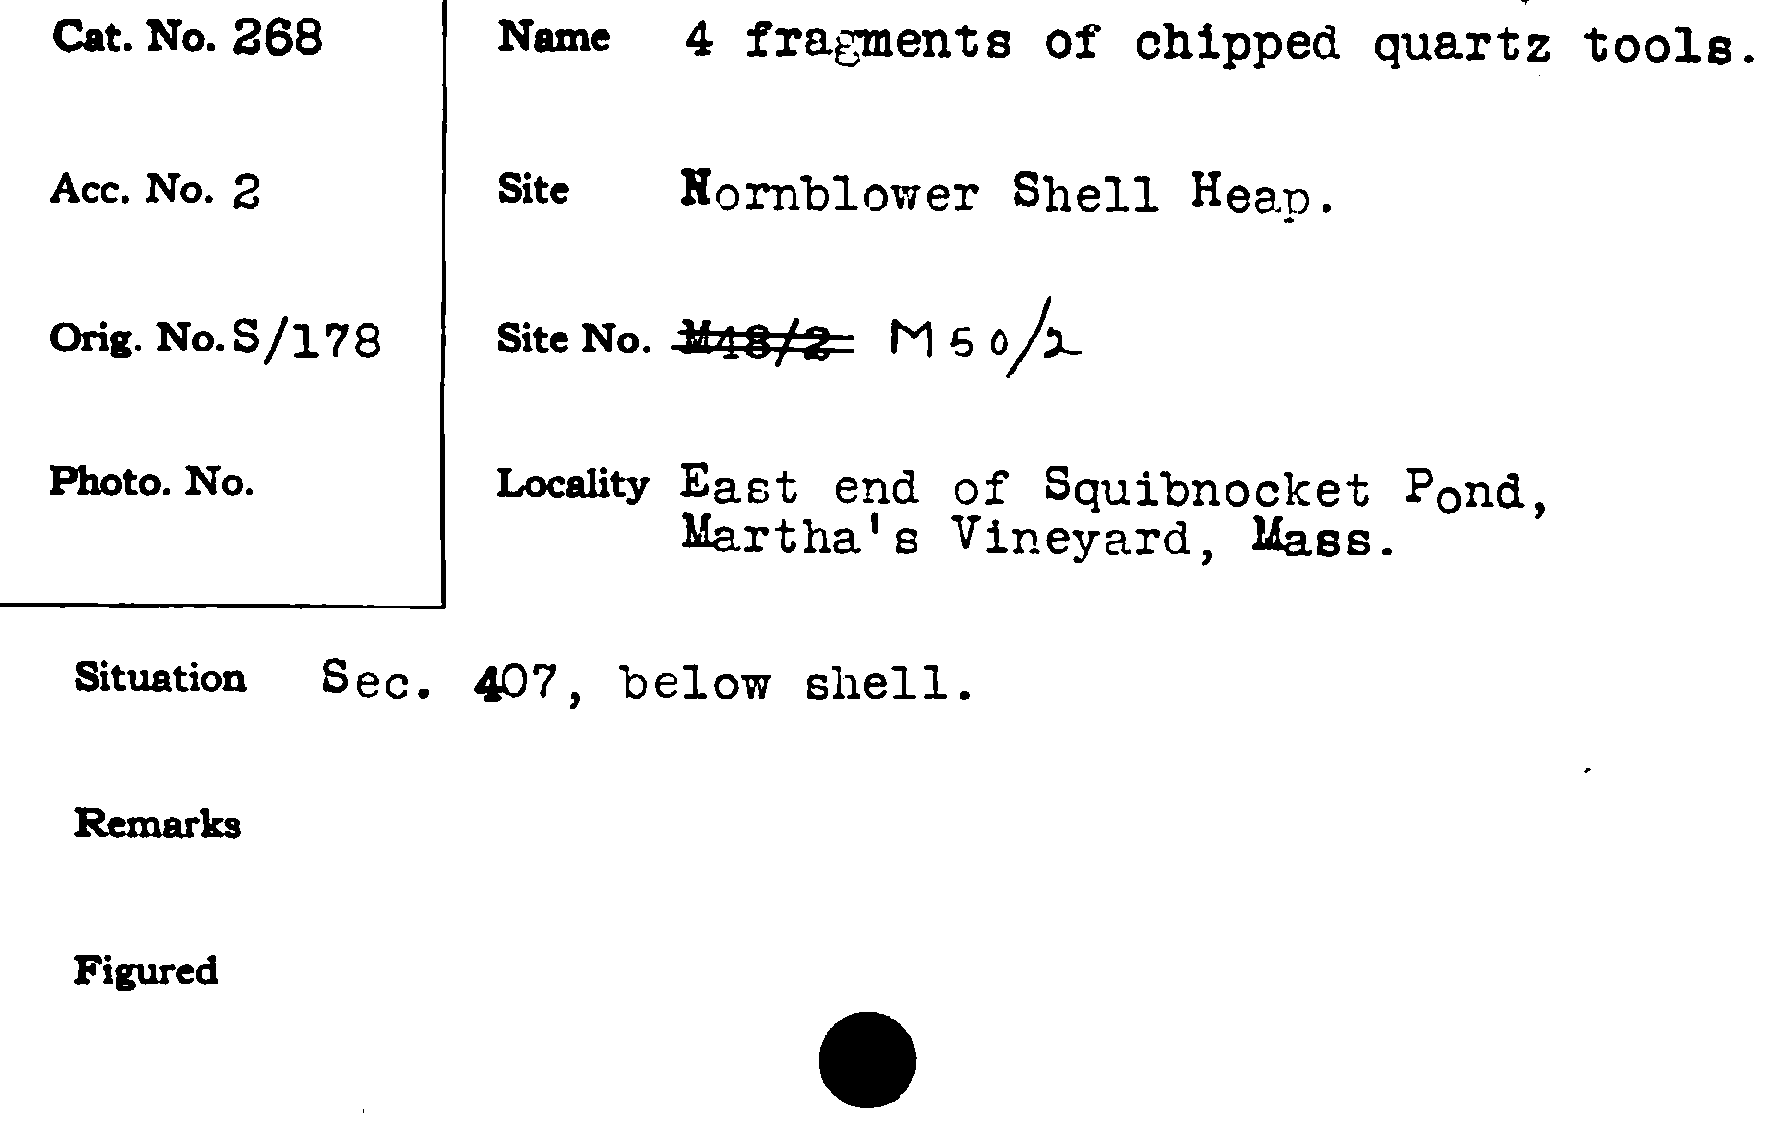 Cat. No. 268
Name 4 fragments of chipped quartz tools.
Acc. No. 2
Site Hornblower Shell Heap.
Orig. No. S/178
Site No. M48/2 M50/2
Photo. No.
Locality East end of Squibnocket Pond,
Martha's Vineyard, Mass.
Situation Sec. 407, below shell.
Remarks
Figured